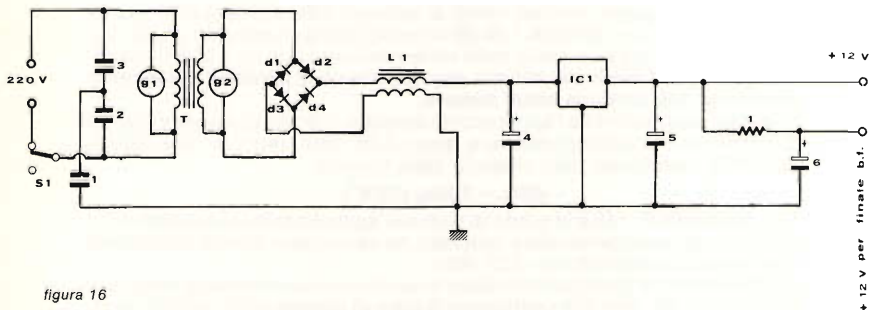 + 12 V
220 V
3
2
S1
1
g1
T
g2
d1
d2
d3
d4
L 1
4
IC1
5
1
6
+ 12 V per finale b.f.
figura 16